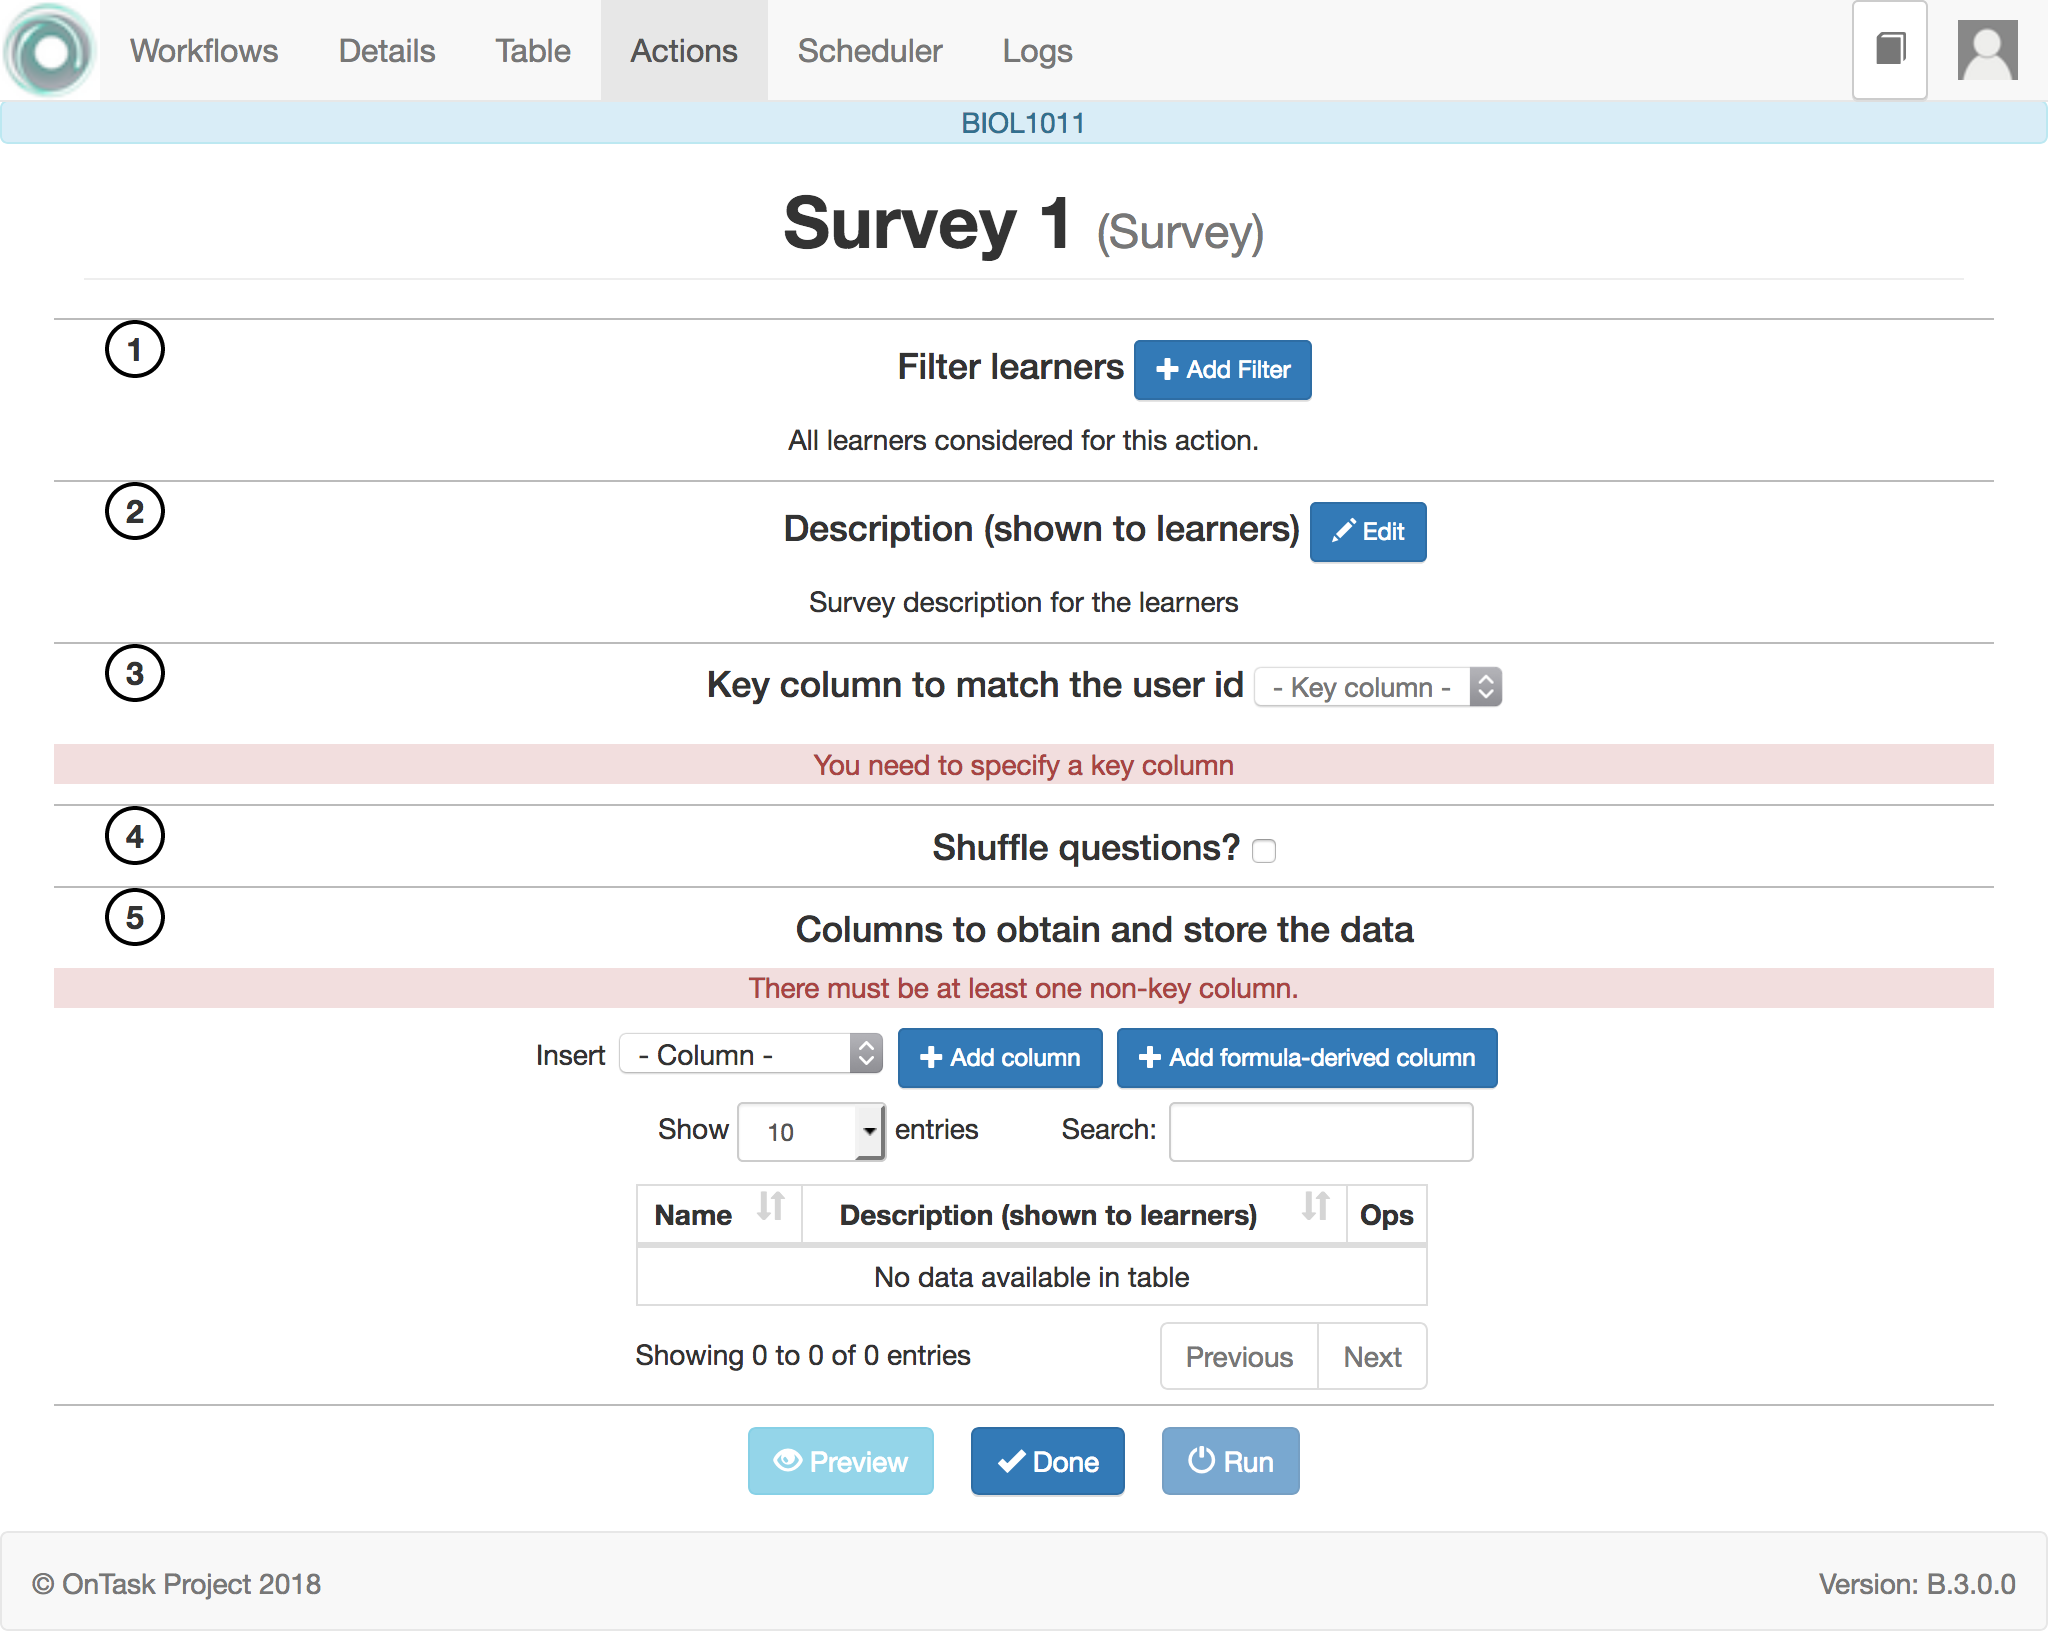 Workflows Details Table Actions Scheduler Logs
BIOL1011
Survey 1 (Survey)
1
Filter learners Add Filter
All learners considered for this action.
2
Description (shown to learners) Edit
Survey description for the learners
3
Key column to match the user id - Key column -
You need to specify a key column
4
Shuffle questions?
5
Columns to obtain and store the data
There must be at least one non-key column.
Insert - Column - Add column Add formula-derived column
Show 10 entries Search:
Name Description (shown to learners) Ops
No data available in table
Showing 0 to 0 of 0 entries Previous Next
Preview Done Run
© OnTask Project 2018 Version: B.3.0.0